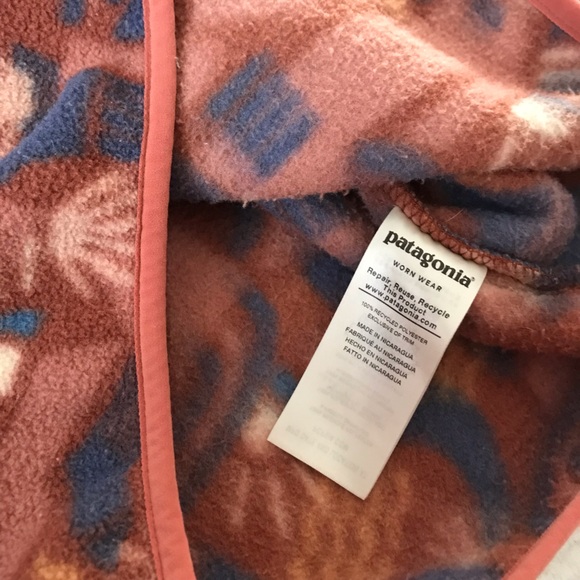 patagonia®
WORN WEAR™
Repair, Reuse, Recycle
This Product
www.patagonia.com
100% RECYCLED POLYESTER
EXCLUSIVE OF TRIM
MADE IN NICARAGUA
FABRIQUÉ AU NICARAGUA
HECHO EN NICARAGUA
FATTO IN NICARAGUA